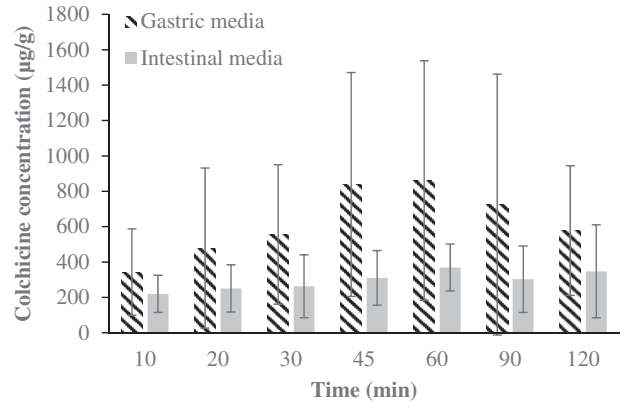 1800
1600
1400
1200
1000
800
600
400
200
0
Colchicine concentration (µg/g)
Gastric media
Intestinal media
10 20 30 45 60 90 120
Time (min)